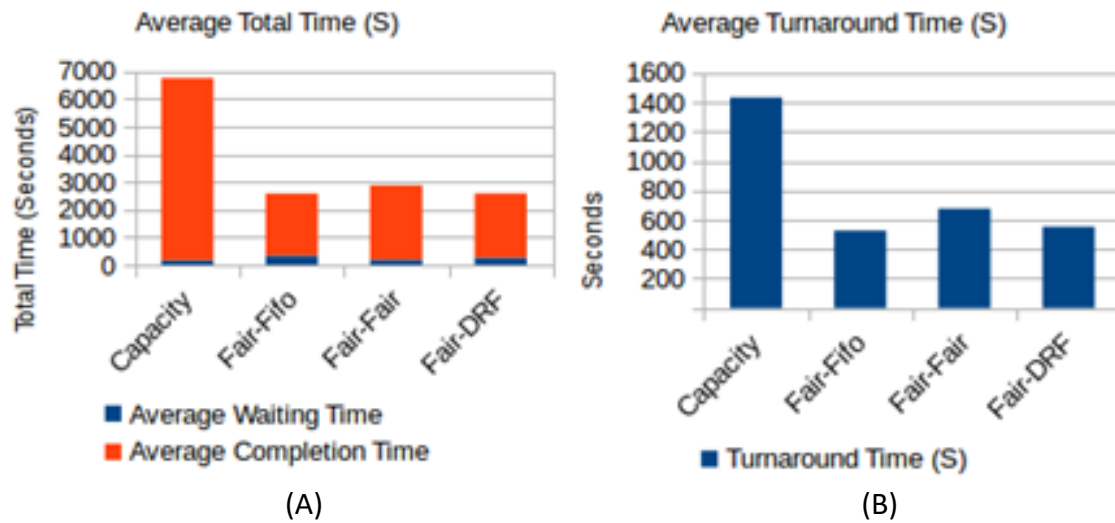 Average Total Time (S)
Total Time (Seconds)
7000
6000
5000
4000
3000
2000
1000
0
Capacity
Fair-Fifo
Fair-Fair
Fair-DRF
Average Waiting Time
Average Completion Time
(A)
Average Turnaround Time (S)
Seconds
1600
1400
1200
1000
800
600
400
200
Capacity
Fair-Fifo
Fair-Fair
Fair-DRF
Turnaround Time (S)
(B)